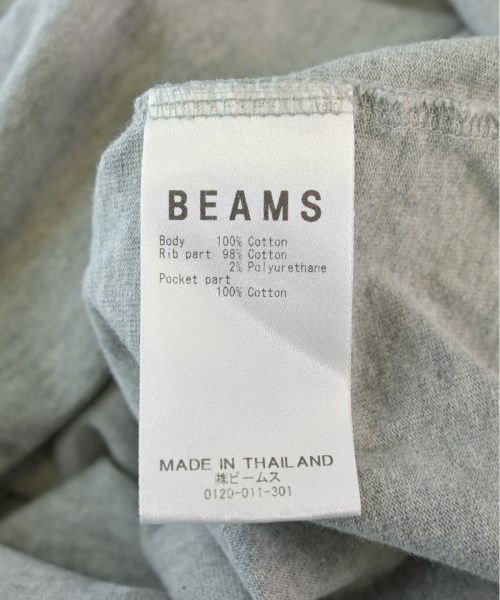 BEAMS
Body 100% Cotton
Rib part 98% Cotton
2% Polyurethane
Pocket part
100% Cotton
MADE IN THAILAND
㈱ビームス
0120-011-301